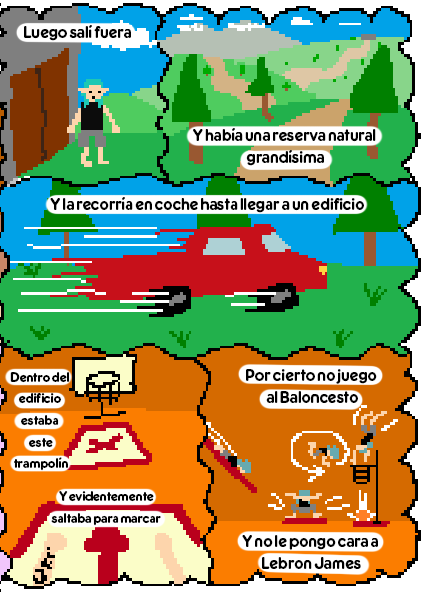 Luego salí fuera
Y había una reserva natural
grandísima
Y la recorría en coche hasta llegar a un edificio
Dentro del
edificio
estaba
este
trampolín
Y evidentemente
saltaba para marcar
Por cierto no juego
al Baloncesto
Y no le pongo cara a
Lebron James